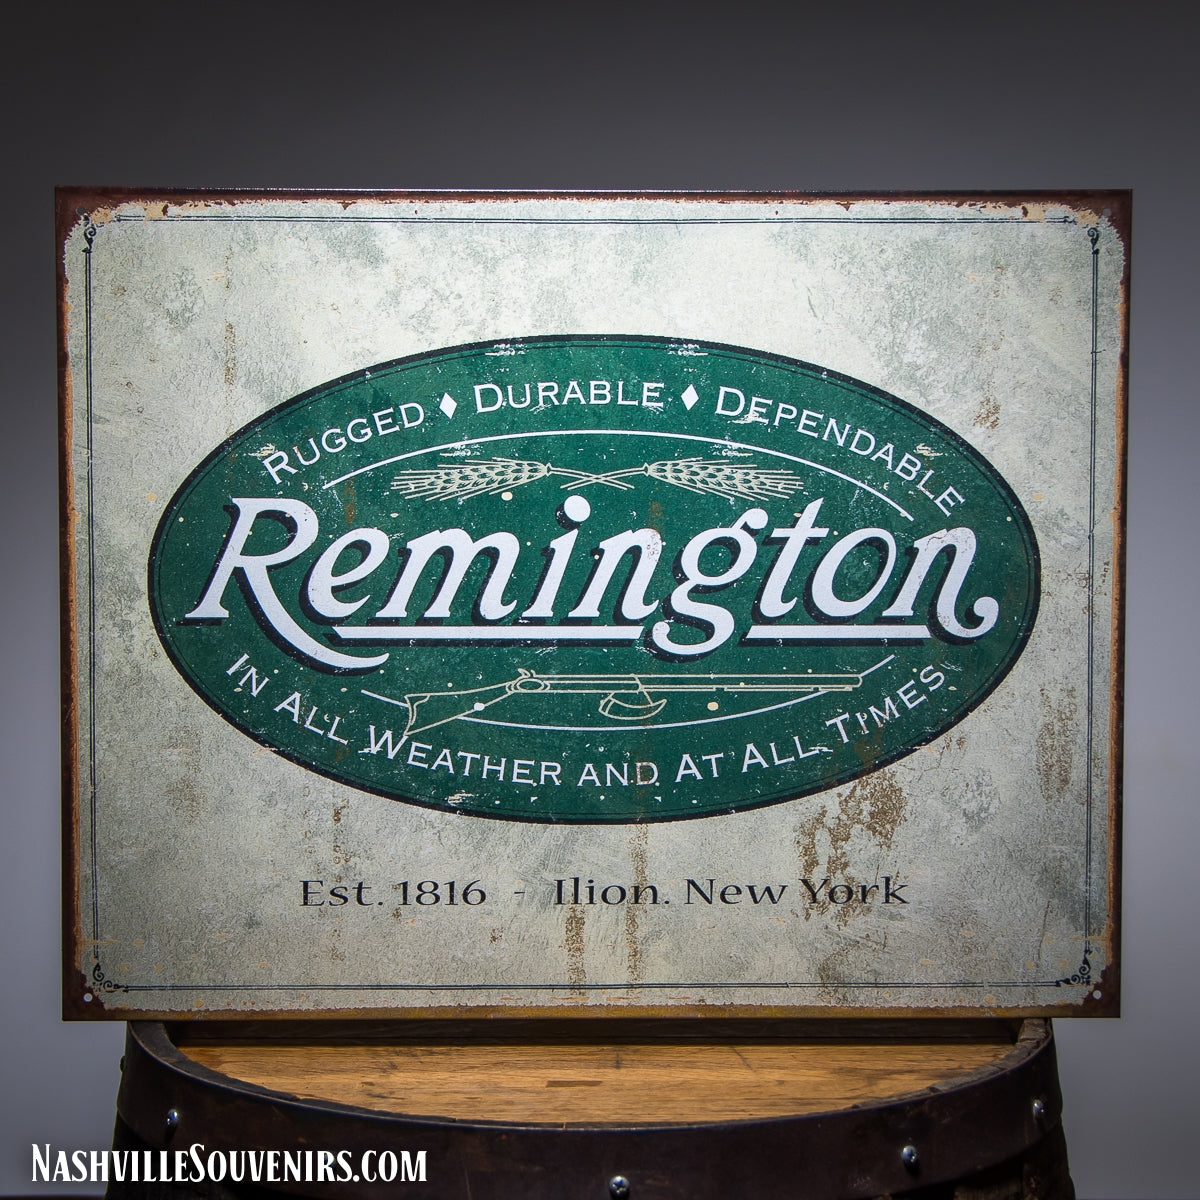 RUGGED ♦ DURABLE ♦ DEPENDABLE
Remington
IN ALL WEATHER AND AT ALL TIMES
Est. 1816 - Ilion. New York
NASHVILLESOUVENIRS.COM